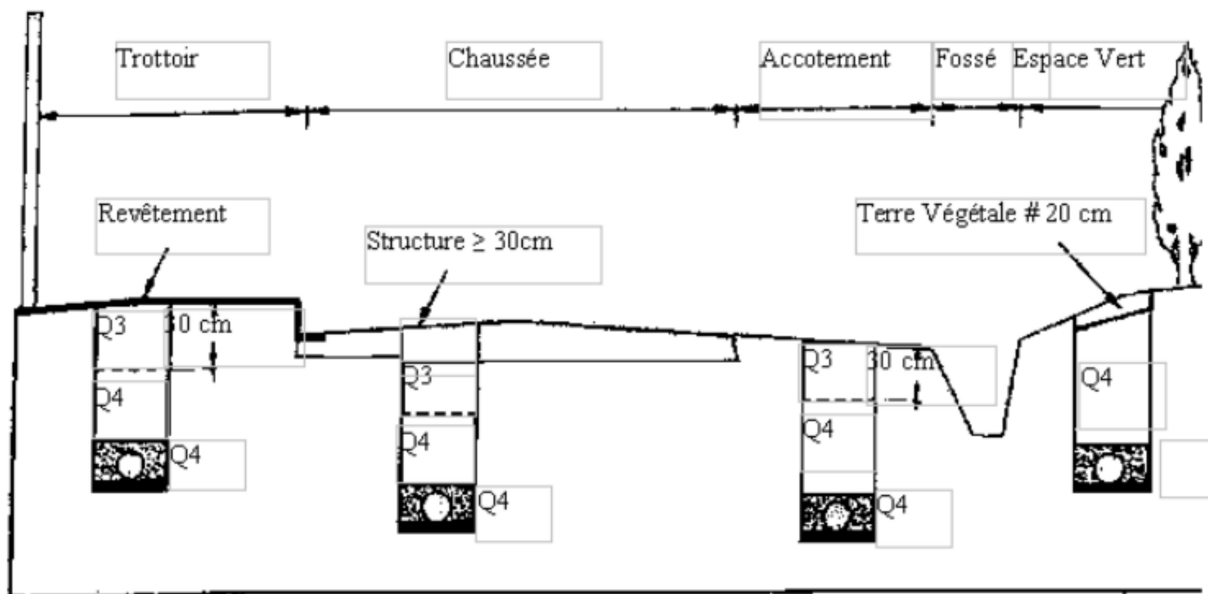 Trottoir
Chaussée
Accotement
Fossé
Espace Vert
Revêtement
Structure ≥ 30cm
Terre Végétale # 20 cm
Q3
30 cm
Q4
Q4
Q3
Q4
Q4
Q3
30 cm
Q4
Q4
Q4